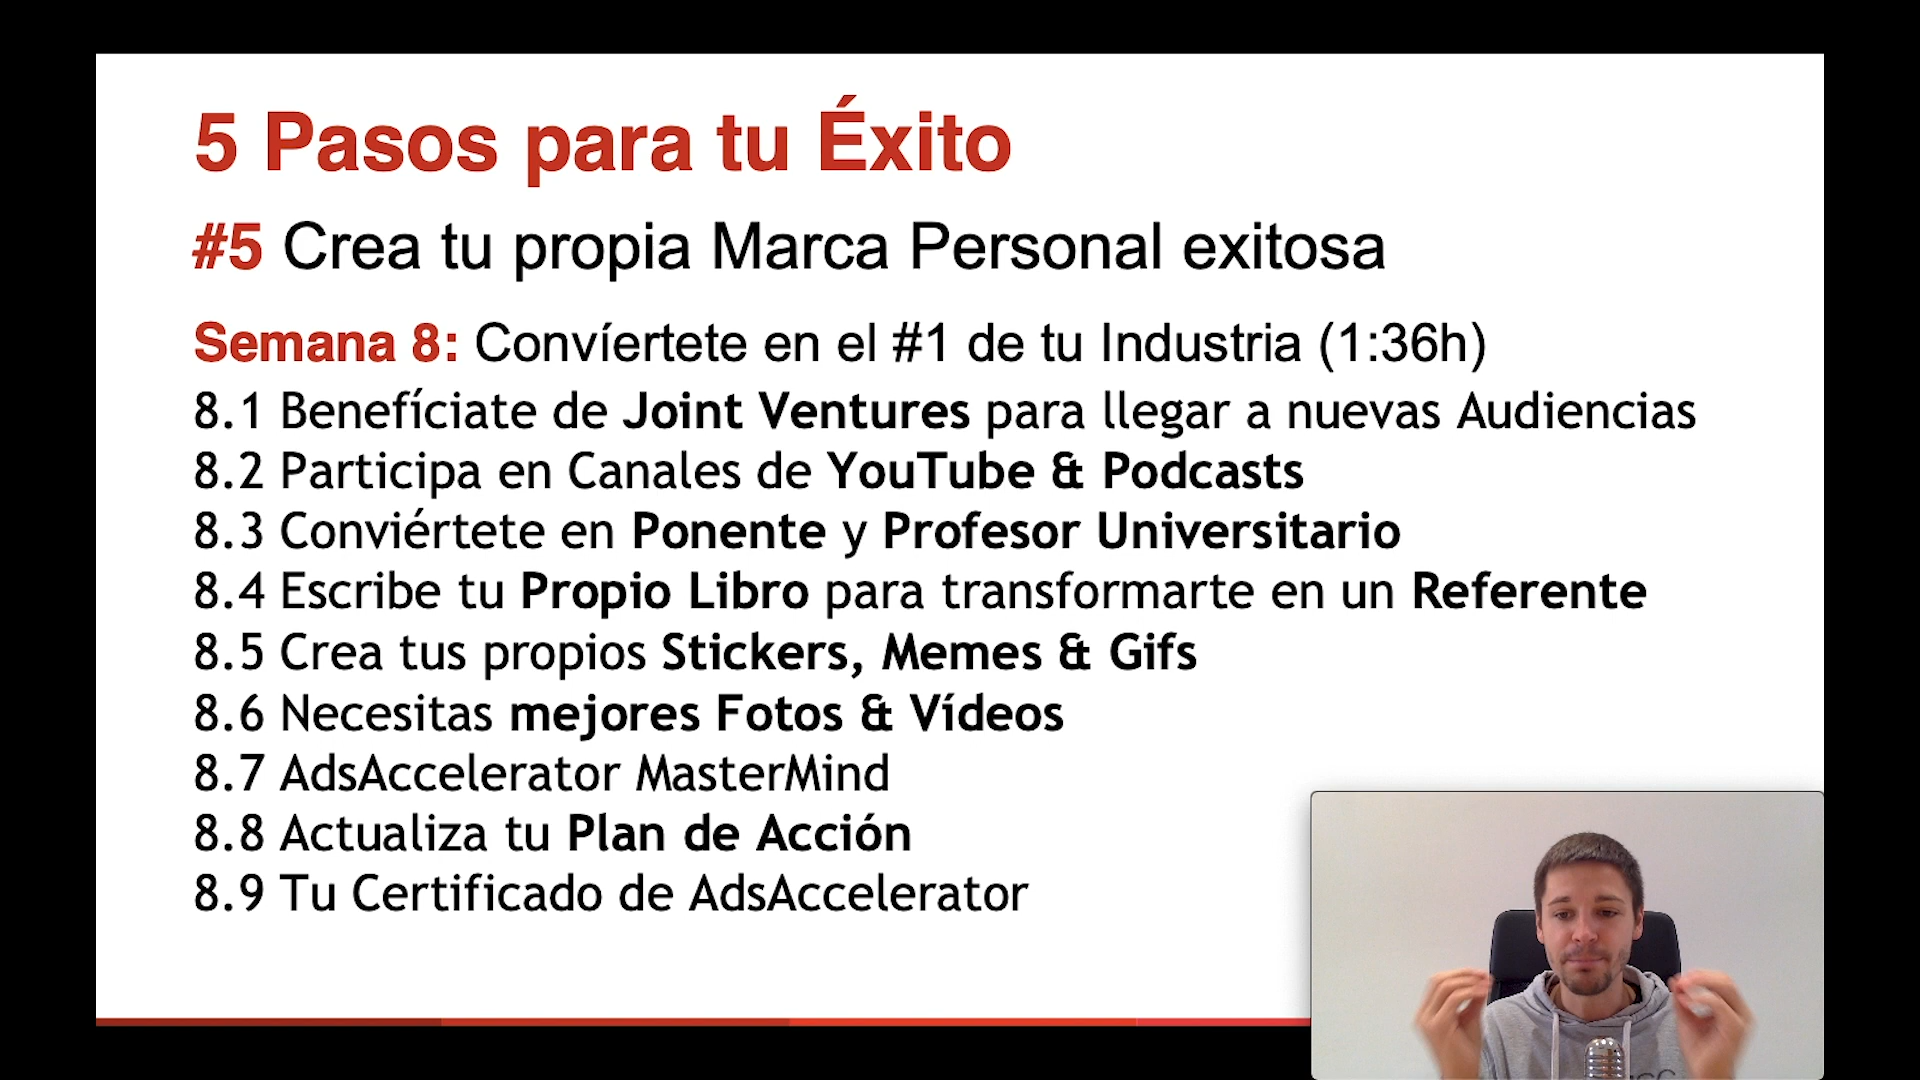 5 Pasos para tu Éxito
#5 Crea tu propia Marca Personal exitosa
Semana 8: Convíertete en el #1 de tu Industria (1:36h)
8.1 Benefíciate de Joint Ventures para llegar a nuevas Audiencias
8.2 Participa en Canales de YouTube & Podcasts
8.3 Conviértete en Ponente y Profesor Universitario
8.4 Escribe tu Propio Libro para transformarte en un Referente
8.5 Crea tus propios Stickers, Memes & Gifs
8.6 Necesitas mejores Fotos & Vídeos
8.7 AdsAccelerator MasterMind
8.8 Actualiza tu Plan de Acción
8.9 Tu Certificado de AdsAccelerator